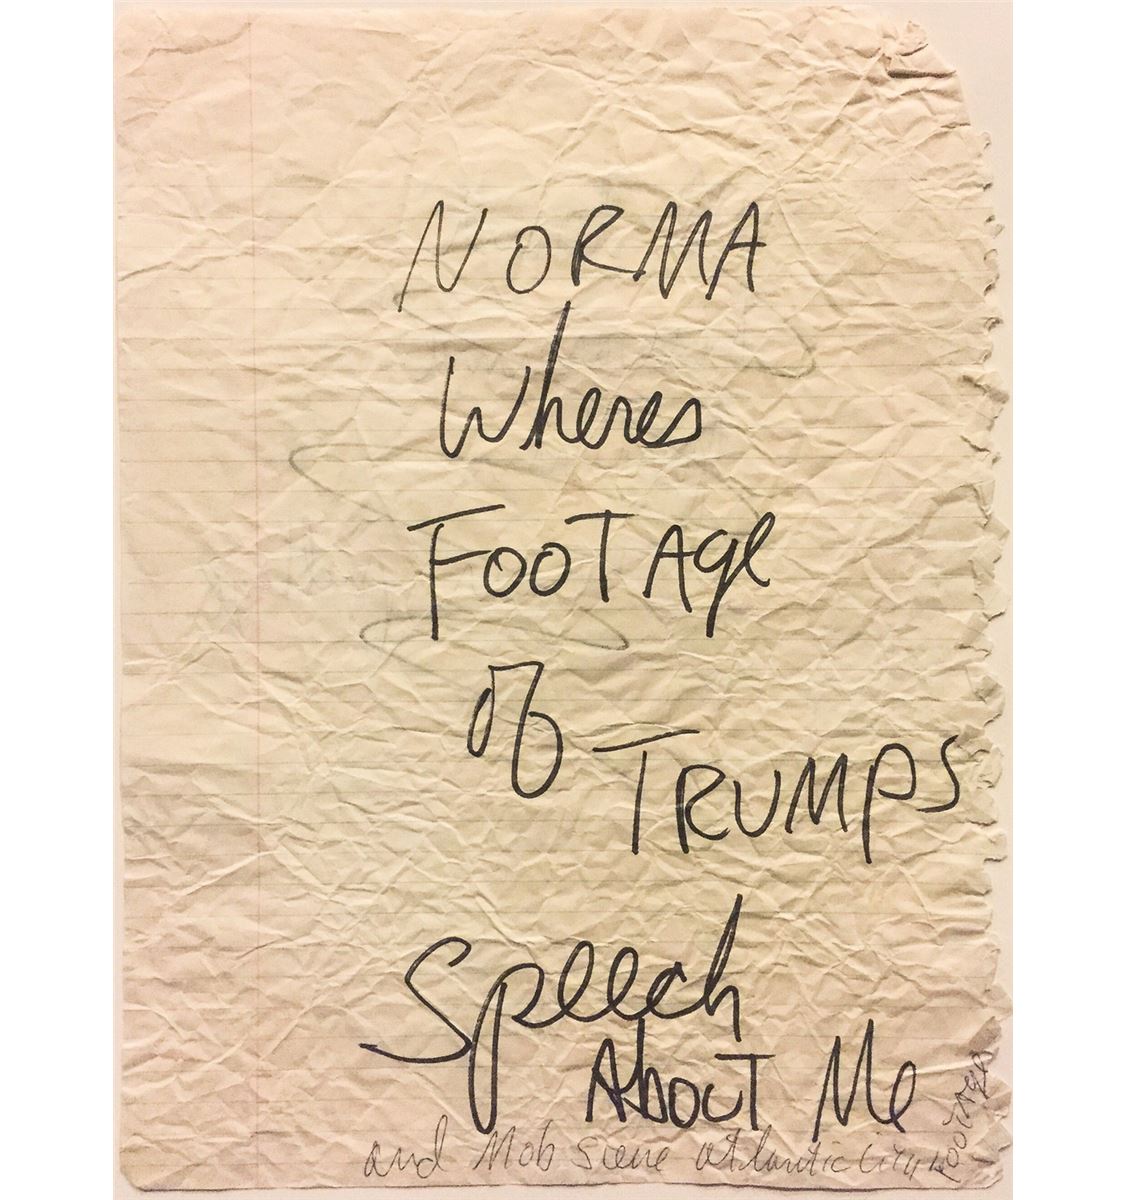 NORMA
Wheres
FOOTAge
of
TRUMPS
Speech
About Me
and Mob Scene atlantic city footage